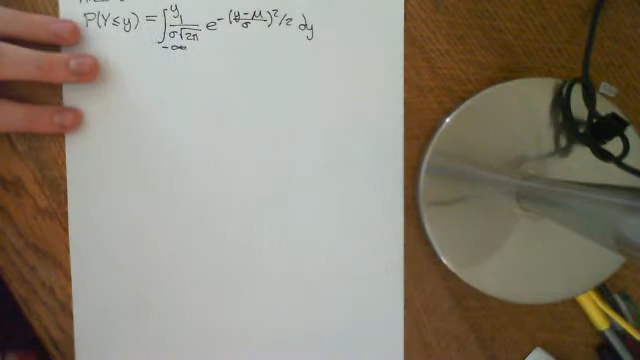 P(Y≤y) = ∫_{-∞}^{y} 1/(σ√2π) e^{-((y-μ)/σ)²/2} dy